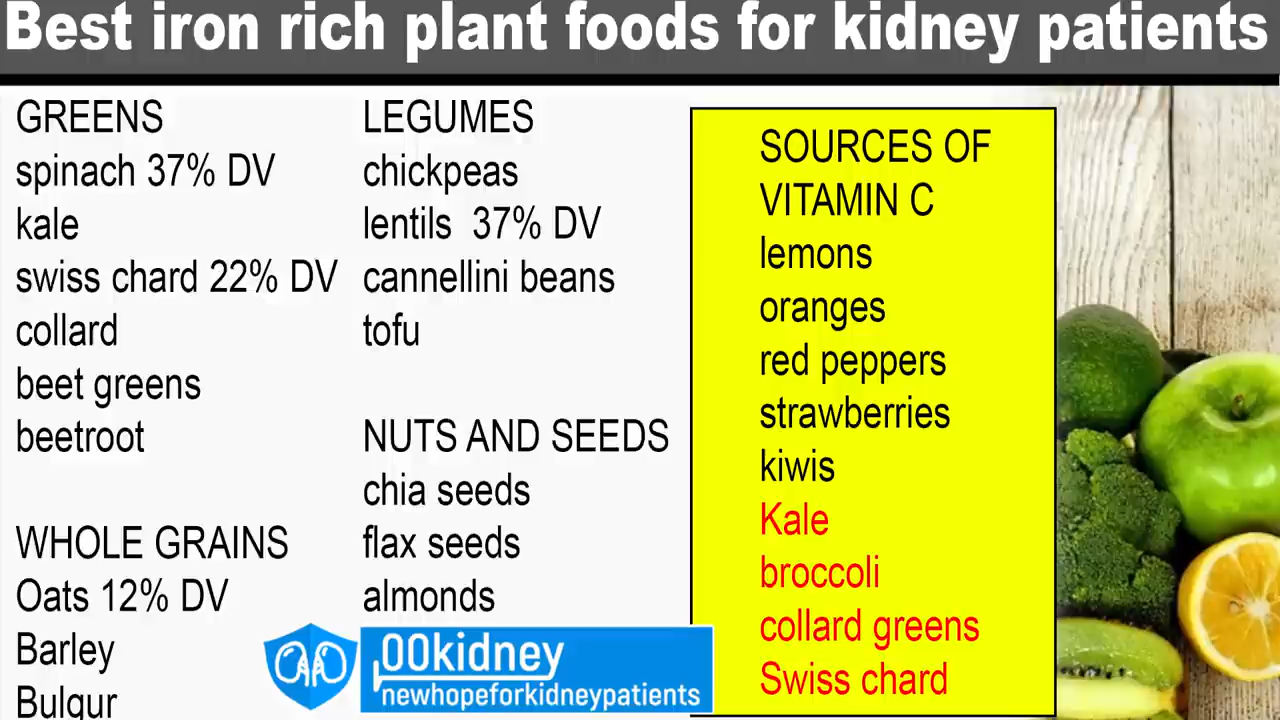 Best iron rich plant foods for kidney patients
GREENS
spinach 37% DV
kale
swiss chard 22% DV
collard
beet greens
beetroot
WHOLE GRAINS
Oats 12% DV
Barley
Bulgur
LEGUMES
chickpeas
lentils 37% DV
cannellini beans
tofu
NUTS AND SEEDS
chia seeds
flax seeds
almonds
SOURCES OF
VITAMIN C
lemons
oranges
red peppers
strawberries
kiwis
Kale
broccoli
collard greens
Swiss chard
00kidney
newhopeforkidneypatients